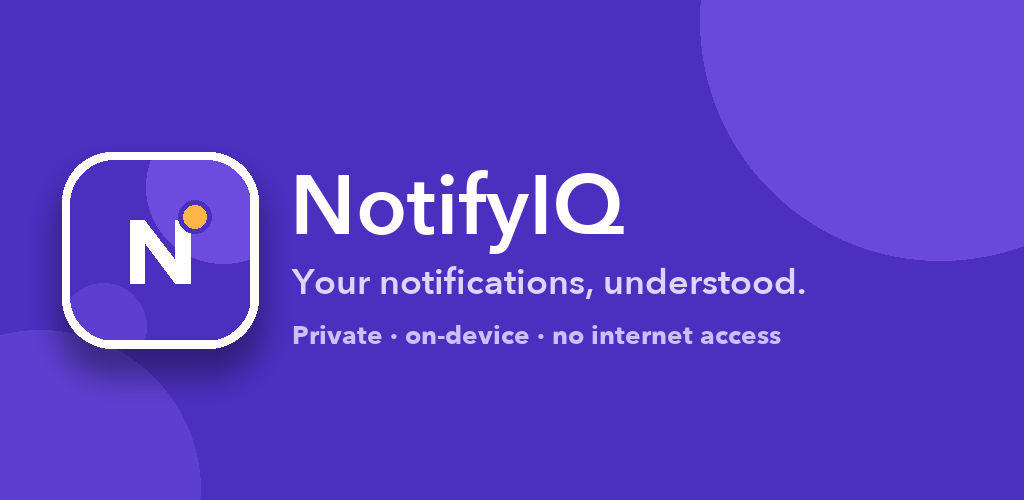 N
NotifyIQ
Your notifications, understood.
Private · on-device · no internet access